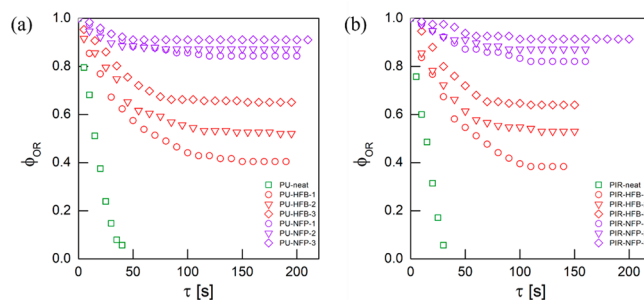 (a)
1.0
0.8
0.6
0.4
0.2
0.0
ϕOR
0 50 100 150 200
τ [s]
PU-neat
PU-HFB-1
PU-HFB-2
PU-HFB-3
PU-NFP-1
PU-NFP-2
PU-NFP-3
(b)
1.0
0.8
0.6
0.4
0.2
0.0
ϕOR
0 50 100 150 200
τ [s]
PIR-neat
PIR-HFB-
PIR-HFB-
PIR-HFB-
PIR-NFP-
PIR-NFP-
PIR-NFP-